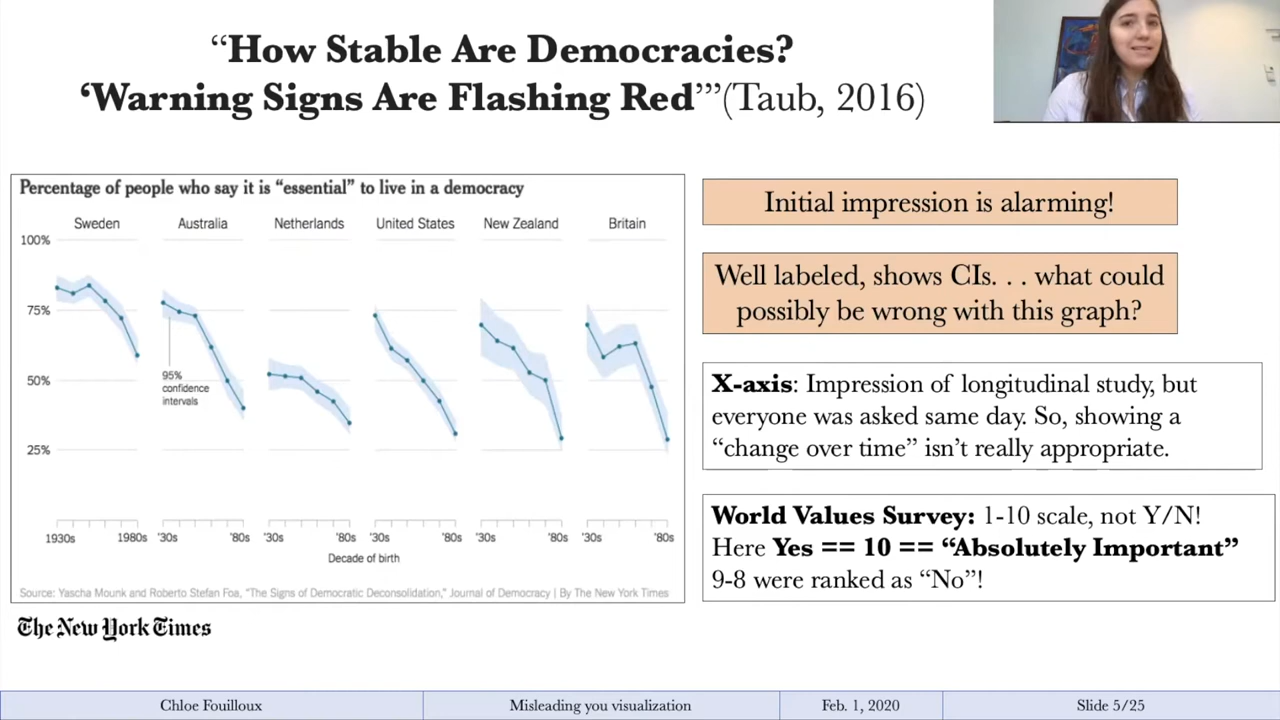 “How Stable Are Democracies?
‘Warning Signs Are Flashing Red’”(Taub, 2016)
Percentage of people who say it is “essential” to live in a democracy
Sweden Australia Netherlands United States New Zealand Britain
100%
75%
50%
25%
95%
confidence
intervals
1930s 1980s '30s '80s '30s '80s '30s '80s '30s '80s '30s '80s
Decade of birth
Source: Yascha Mounk and Roberto Stefan Foa, "The Signs of Democratic Deconsolidation," Journal of Democracy | By The New York Times
The New York Times
Initial impression is alarming!
Well labeled, shows CIs. . . what could
possibly be wrong with this graph?
X-axis: Impression of longitudinal study, but
everyone was asked same day. So, showing a
“change over time” isn’t really appropriate.
World Values Survey: 1-10 scale, not Y/N!
Here Yes == 10 == “Absolutely Important”
9-8 were ranked as “No”!
Chloe Fouilloux Misleading you visualization Feb. 1, 2020 Slide 5/25